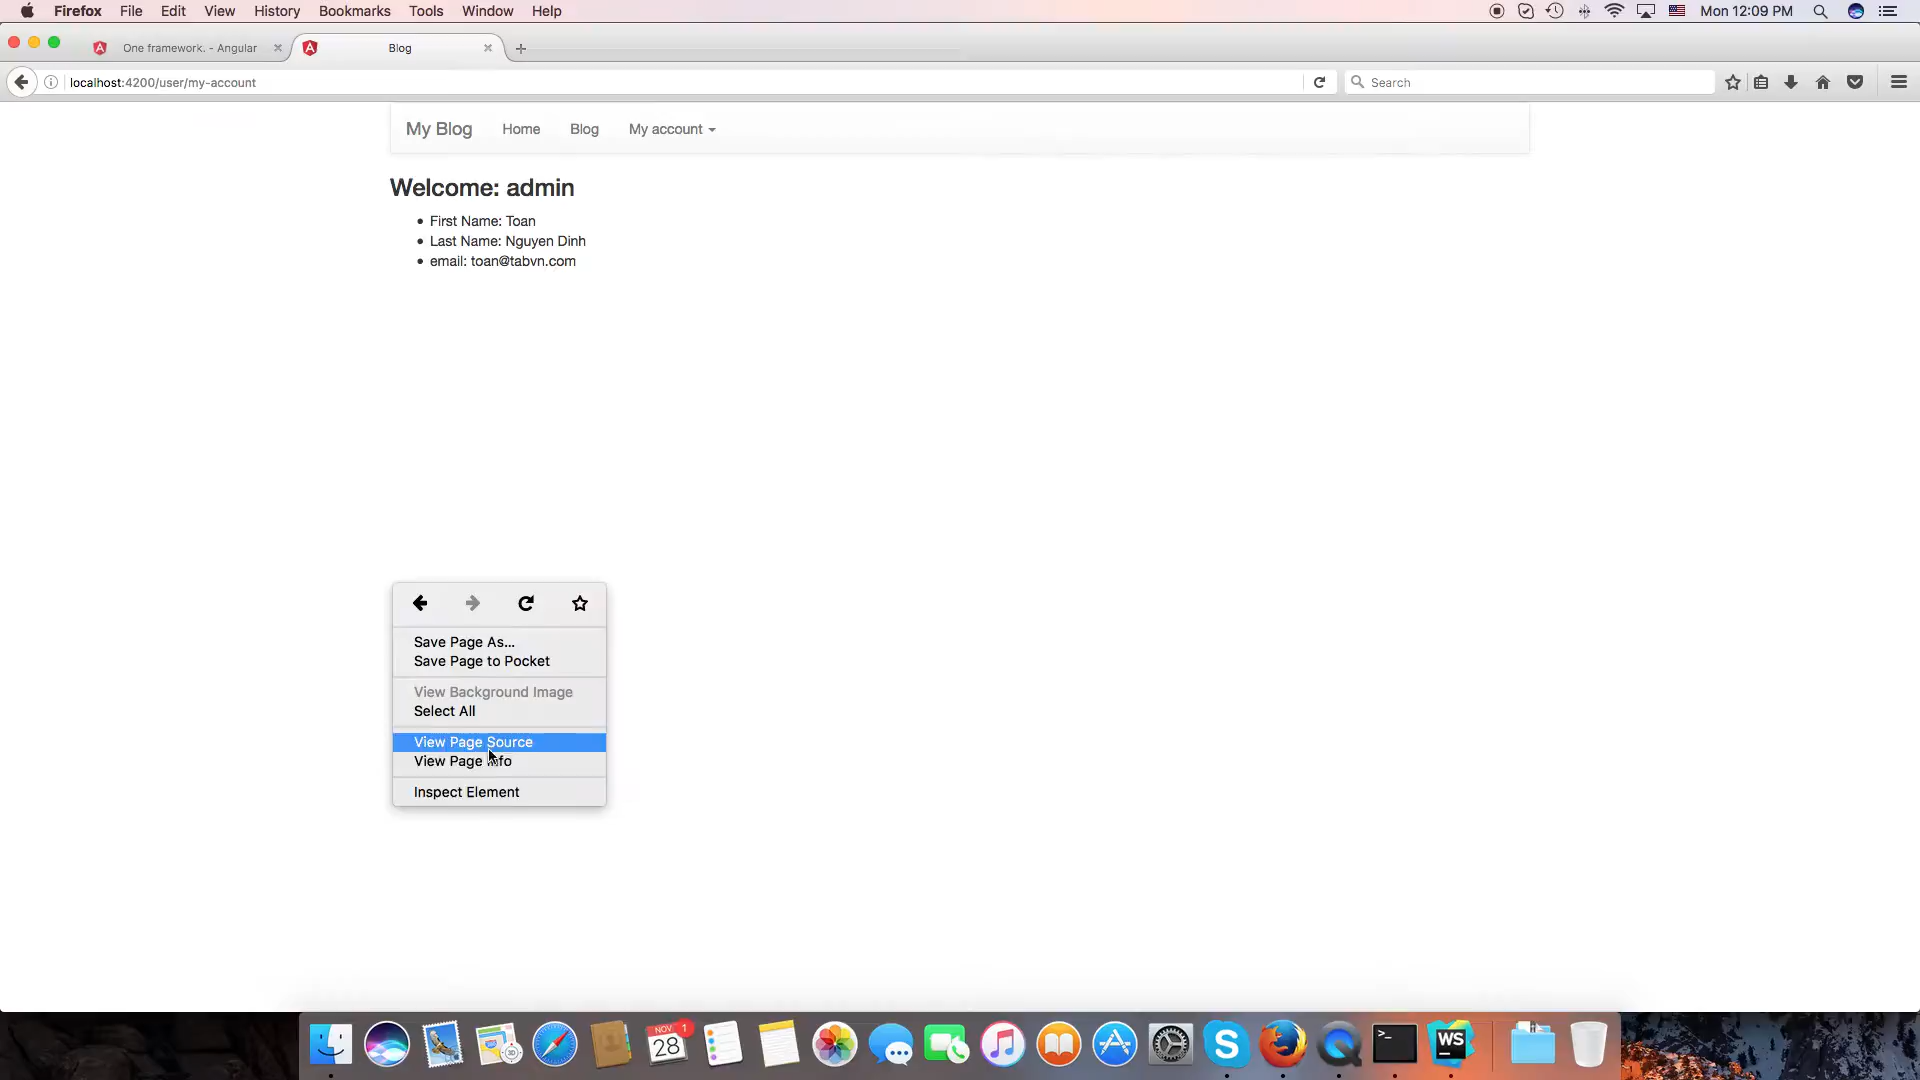 Firefox File Edit View History Bookmarks Tools Window Help Mon 12:09 PM
One framework. - Angular Blog
localhost:4200/user/my-account Search
My Blog Home Blog My account
Welcome: admin
First Name: Toan
Last Name: Nguyen Dinh
email: toan@tabvn.com
Save Page As...
Save Page to Pocket
View Background Image
Select All
View Page Source
View Page Info
Inspect Element
NOV 1
28
3D
S
>_
WS